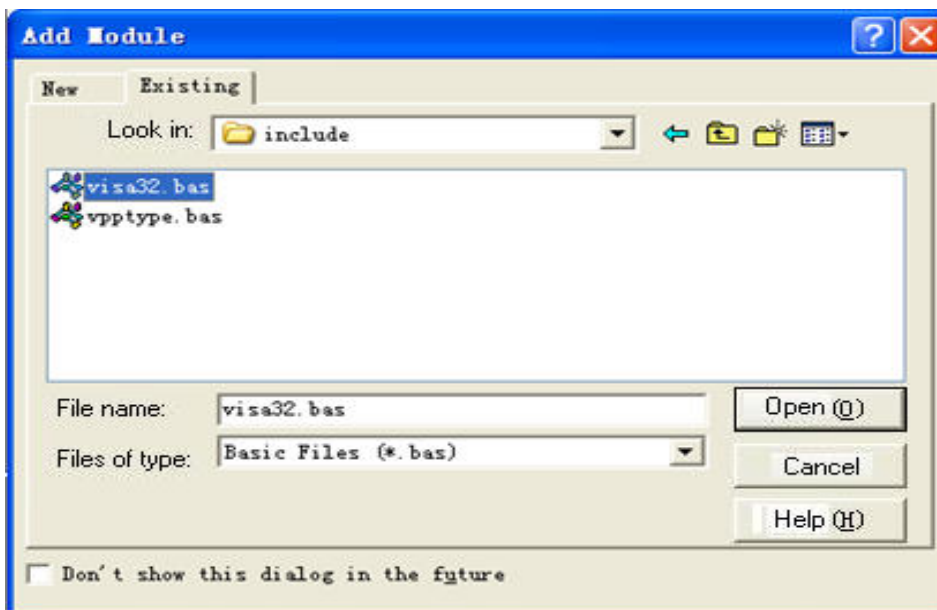 Add Module
New Existing
Look in: include
visa32.bas
vpptype.bas
File name: visa32.bas Open (O)
Files of type: Basic Files (*.bas)
Cancel
Help (H)
Don't show this dialog in the future